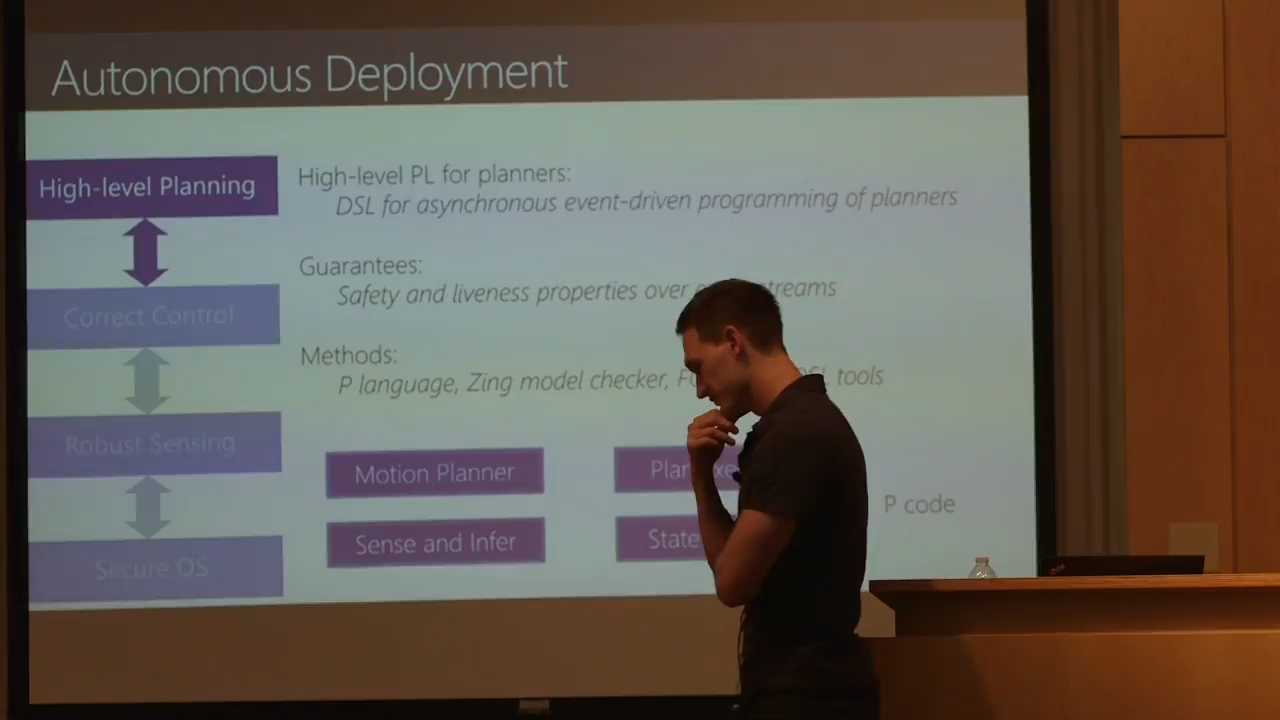 Autonomous Deployment
High-level Planning
Correct Control
Robust Sensing
Secure OS
High-level PL for planners:
DSL for asynchronous event-driven programming of planners
Guarantees:
Safety and liveness properties over streams
Methods:
P language, Zing model checker, tools
Motion Planner
Sense and Infer
State
P code